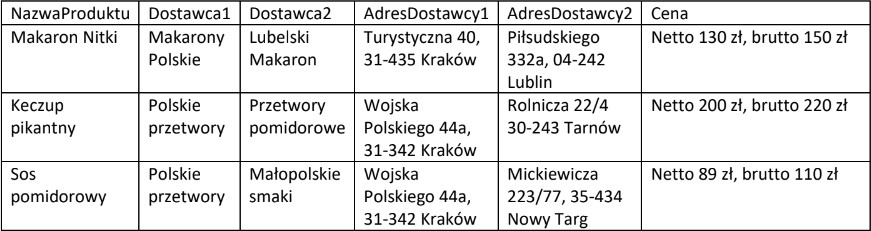 NazwaProduktu Dostawca1 Dostawca2 AdresDostawcy1 AdresDostawcy2 Cena
Makaron Nitki Makarony Lubelski Turystyczna 40, Piłsudskiego Netto 130 zł, brutto 150 zł
Polskie Makaron 31-435 Kraków 332a, 04-242
Lublin
Keczup Polskie Przetwory Wojska Rolnicza 22/4 Netto 200 zł, brutto 220 zł
pikantny przetwory pomidorowe Polskiego 44a, 30-243 Tarnów
31-342 Kraków
Sos Polskie Małopolskie Wojska Mickiewicza Netto 89 zł, brutto 110 zł
pomidorowy przetwory smaki Polskiego 44a, 223/77, 35-434
31-342 Kraków Nowy Targ